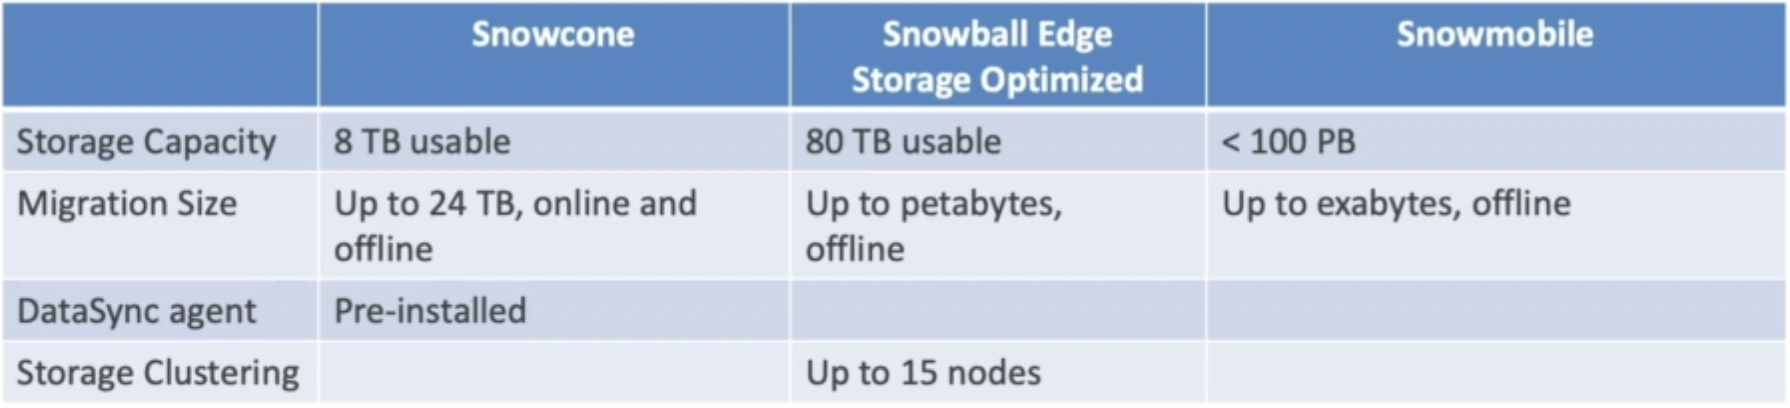 Snowcone
Snowball Edge
Storage Optimized
Snowmobile
Storage Capacity
8 TB usable
80 TB usable
< 100 PB
Migration Size
Up to 24 TB, online and
offline
Up to petabytes,
offline
Up to exabytes, offline
DataSync agent
Pre-installed
Storage Clustering
Up to 15 nodes